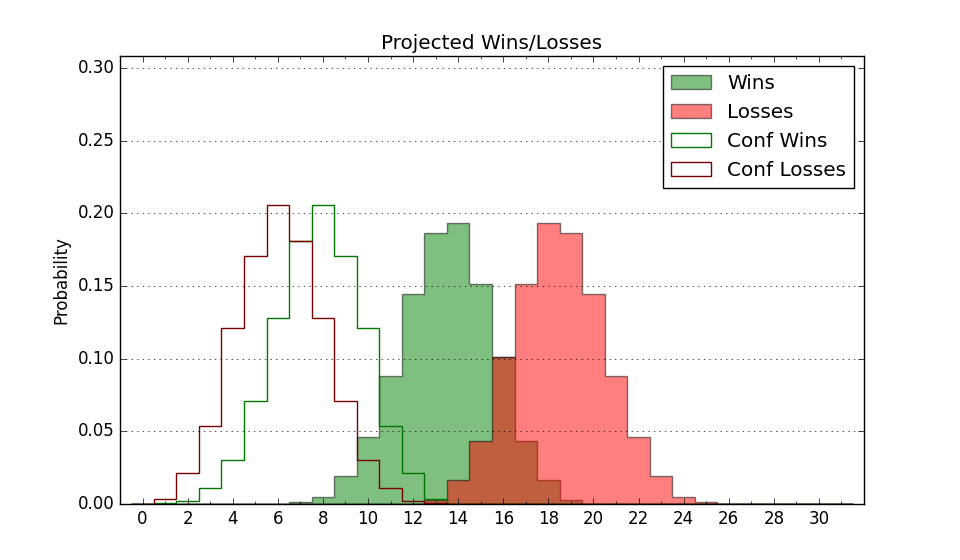 Projected Wins/Losses
0.30
0.25
0.20
0.15
0.10
0.05
0.00
Probability
Wins
Losses
Conf Wins
Conf Losses
0 2 4 6 8 10 12 14 16 18 20 22 24 26 28 30